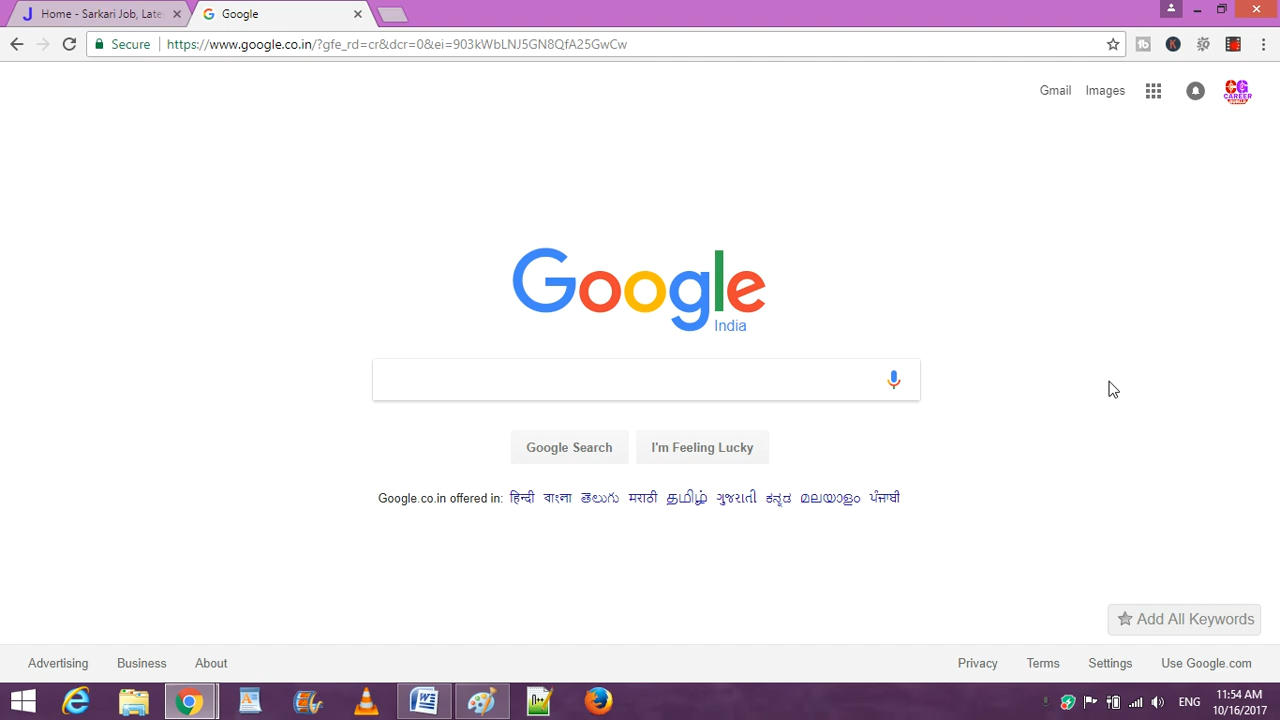 Home - Sarkari Job, Late
Google
Secure
https://www.google.co.in/?gfe_rd=cr&dcr=0&ei=903kWbLNJ5GN8QfA25GwCw
Gmail Images
CG
CAREER
Google
India
Google Search I'm Feeling Lucky
Google.co.in offered in: हिन्दी বাংলা తెలుగు मराठी தமிழ் ગુજરાતી ಕನ್ನಡ മലയാളം ਪੰਜਾਬੀ
Add All Keywords
Advertising Business About Privacy Terms Settings Use Google.com
ENG
11:54 AM
10/16/2017